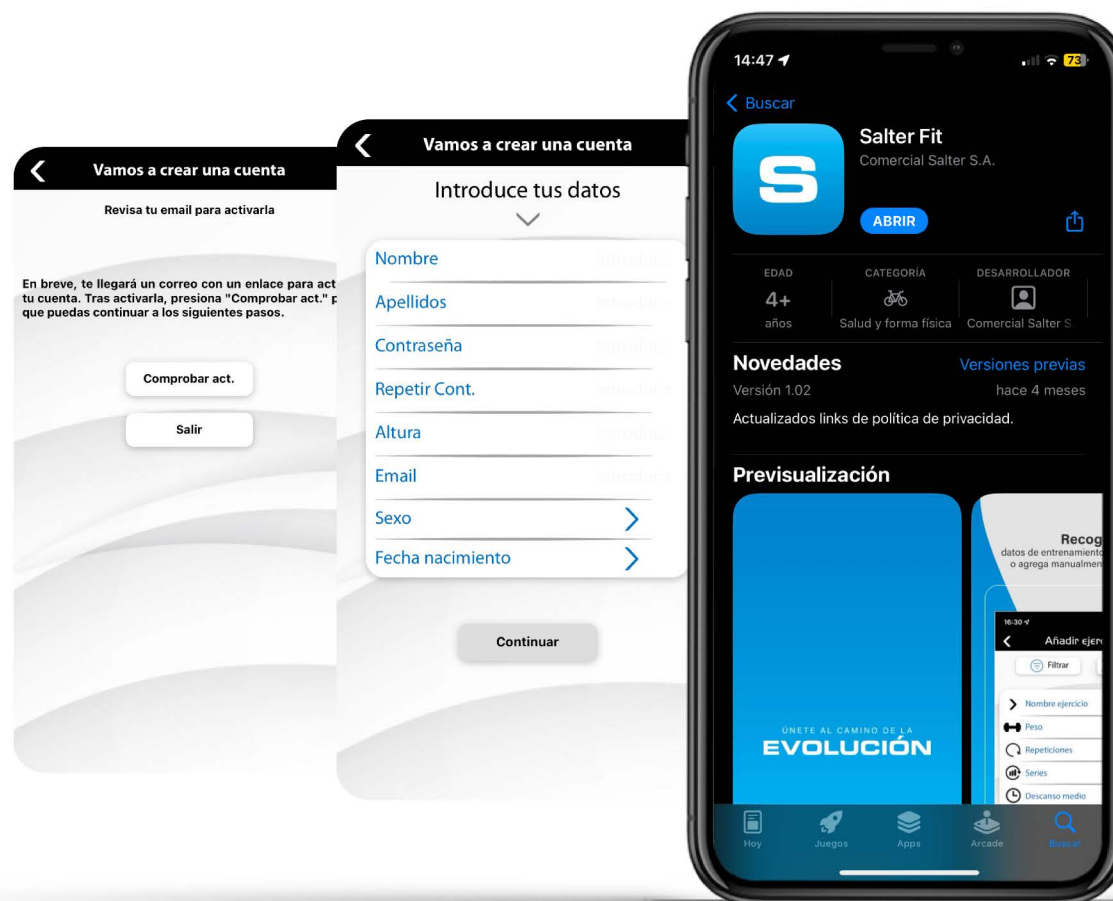 Vamos a crear una cuenta
Revisa tu email para activarla
En breve, te llegará un correo con un enlace para act
tu cuenta. Tras activarla, presiona "Comprobar act." p
que puedas continuar a los siguientes pasos.
Comprobar act.
Salir
Vamos a crear una cuenta
Introduce tus datos
Nombre
Apellidos
Contraseña
Repetir Cont.
Altura
Email
Sexo
Fecha nacimiento
Continuar
14:47
73
Buscar
S
Salter Fit
Comercial Salter S.A.
ABRIR
EDAD
4+
años
CATEGORÍA
Salud y forma física
DESARROLLADOR
Comercial Salter S
Novedades
Versiones previas
Versión 1.02
hace 4 meses
Actualizados links de política de privacidad.
Previsualización
ÚNETE AL CAMINO DE LA
EVOLUCIÓN
Recog
datos de entrenamiento
o agrega manualmen
16:30
Añadir ejerc
Filtrar
Nombre ejercicio
Peso
Repeticiones
Series
Descanso medio
Hoy
Juegos
Apps
Arcade
Buscar